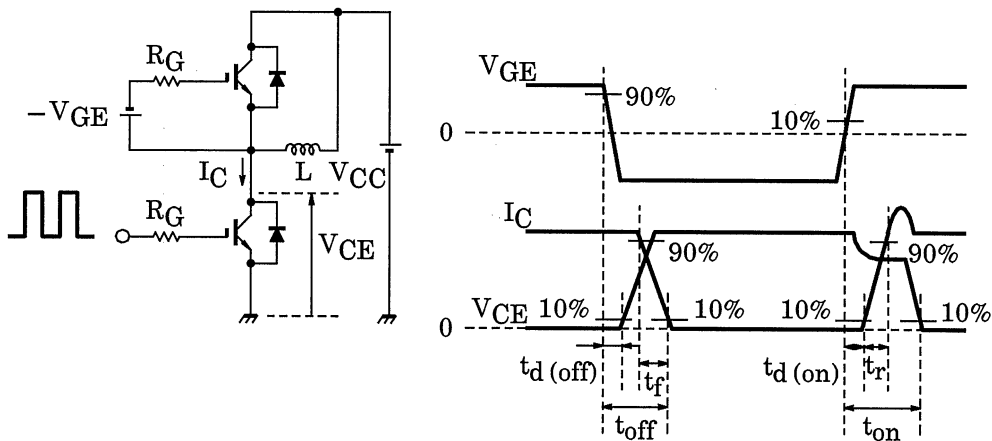 RG
−VGE
IC
L
VCC
RG
VCE
VGE
90%
10%
0
IC
90%
90%
VCE
10%
10%
10%
10%
0
td (off)
tf
td (on)
tr
toff
ton